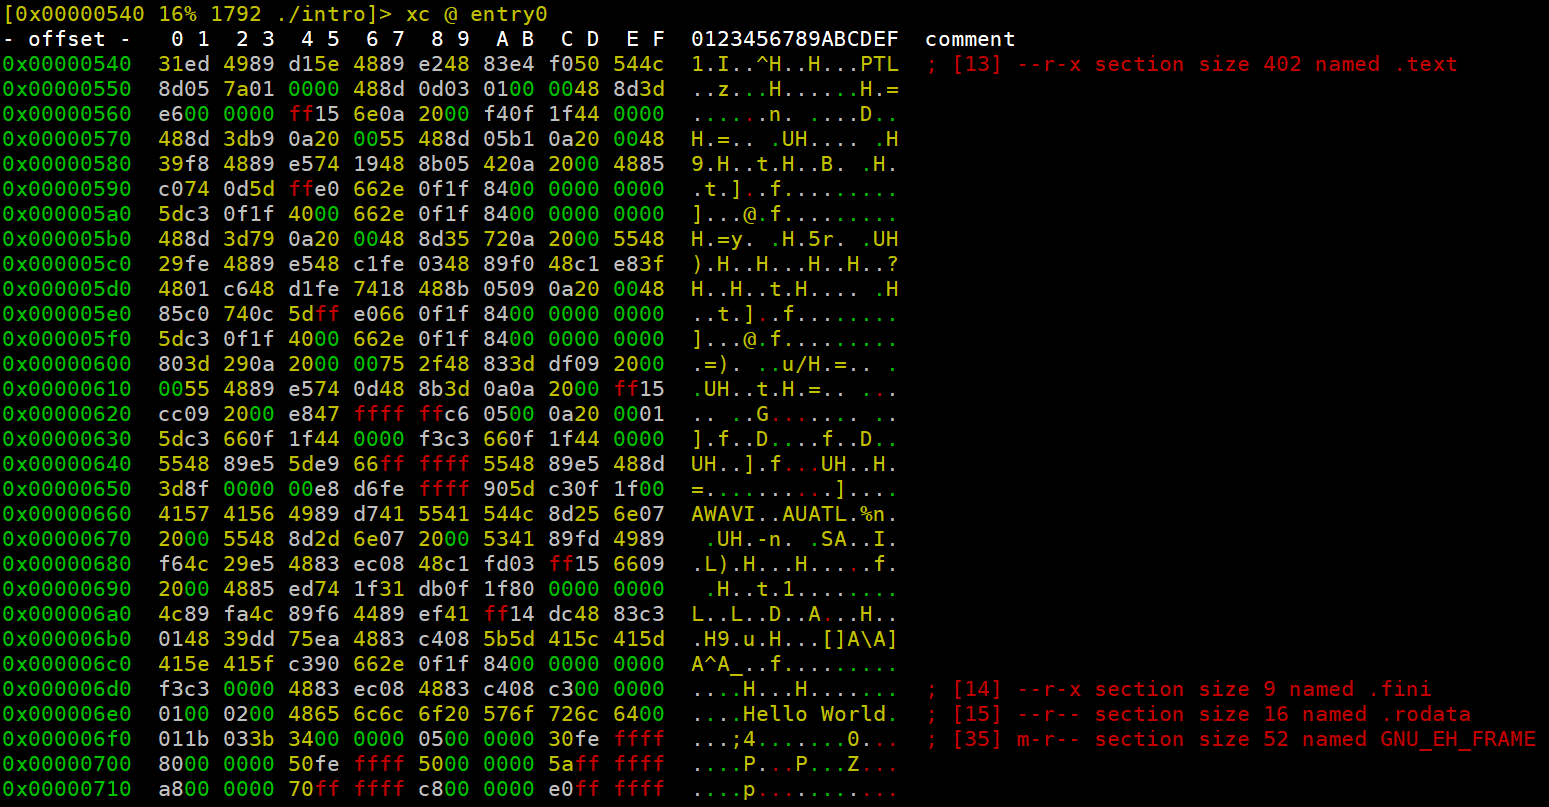 [0x00000540 16% 1792 ./intro]> xc @ entry0
- offset -   0 1  2 3  4 5  6 7  8 9  A B  C D  E F  0123456789ABCDEF  comment
0x00000540  31ed 4989 d15e 4889 e248 83e4 f050 544c  1.I..^H..H...PTL  ; [13] --r-x section size 402 named .text
0x00000550  8d05 7a01 0000 488d 0d03 0100 0048 8d3d  ..z...H......H.=
0x00000560  e600 0000 ff15 6e0a 2000 f40f 1f44 0000  ......n. ....D..
0x00000570  488d 3db9 0a20 0055 488d 05b1 0a20 0048  H.=.. .UH.... .H
0x00000580  39f8 4889 e574 1948 8b05 420a 2000 4885  9.H..t.H..B. .H.
0x00000590  c074 0d5d ffe0 662e 0f1f 8400 0000 0000  .t.]..f.........
0x000005a0  5dc3 0f1f 4000 662e 0f1f 8400 0000 0000  ]...@.f.........
0x000005b0  488d 3d79 0a20 0048 8d35 720a 2000 5548  H.=y. .H.5r. .UH
0x000005c0  29fe 4889 e548 c1fe 0348 89f0 48c1 e83f  ).H..H...H..H..?
0x000005d0  4801 c648 d1fe 7418 488b 0509 0a20 0048  H..H..t.H.... .H
0x000005e0  85c0 740c 5dff e066 0f1f 8400 0000 0000  ..t.]..f........
0x000005f0  5dc3 0f1f 4000 662e 0f1f 8400 0000 0000  ]...@.f.........
0x00000600  803d 290a 2000 0075 2f48 833d df09 2000  .=). ..u/H.=.. .
0x00000610  0055 4889 e574 0d48 8b3d 0a0a 2000 ff15  .UH..t.H.=.. ...
0x00000620  cc09 2000 e847 ffff ffc6 0500 0a20 0001  .. ..G....... ..
0x00000630  5dc3 660f 1f44 0000 f3c3 660f 1f44 0000  ].f..D....f..D..
0x00000640  5548 89e5 5de9 66ff ffff 5548 89e5 488d  UH..].f...UH..H.
0x00000650  3d8f 0000 00e8 d6fe ffff 905d c30f 1f00  =..........]....
0x00000660  4157 4156 4989 d741 5541 544c 8d25 6e07  AWAVI..AUATL.%n.
0x00000670  2000 5548 8d2d 6e07 2000 5341 89fd 4989   .UH.-n. .SA..I.
0x00000680  f64c 29e5 4883 ec08 48c1 fd03 ff15 6609  .L).H...H.....f.
0x00000690  2000 4885 ed74 1f31 db0f 1f80 0000 0000   .H..t.1........
0x000006a0  4c89 fa4c 89f6 4489 ef41 ff14 dc48 83c3  L..L..D..A...H..
0x000006b0  0148 39dd 75ea 4883 c408 5b5d 415c 415d  .H9.u.H...[]A\A]
0x000006c0  415e 415f c390 662e 0f1f 8400 0000 0000  A^A_..f.........
0x000006d0  f3c3 0000 4883 ec08 4883 c408 c300 0000  ....H...H.......  ; [14] --r-x section size 9 named .fini
0x000006e0  0100 0200 4865 6c6c 6f20 576f 726c 6400  ....Hello World.  ; [15] --r-- section size 16 named .rodata
0x000006f0  011b 033b 3400 0000 0500 0000 30fe ffff  ...;4.......0...  ; [35] m-r-- section size 52 named GNU_EH_FRAME
0x00000700  8000 0000 50fe ffff 5000 0000 5aff ffff  ....P...P...Z...
0x00000710  a800 0000 70ff ffff c800 0000 e0ff ffff  ....p...........